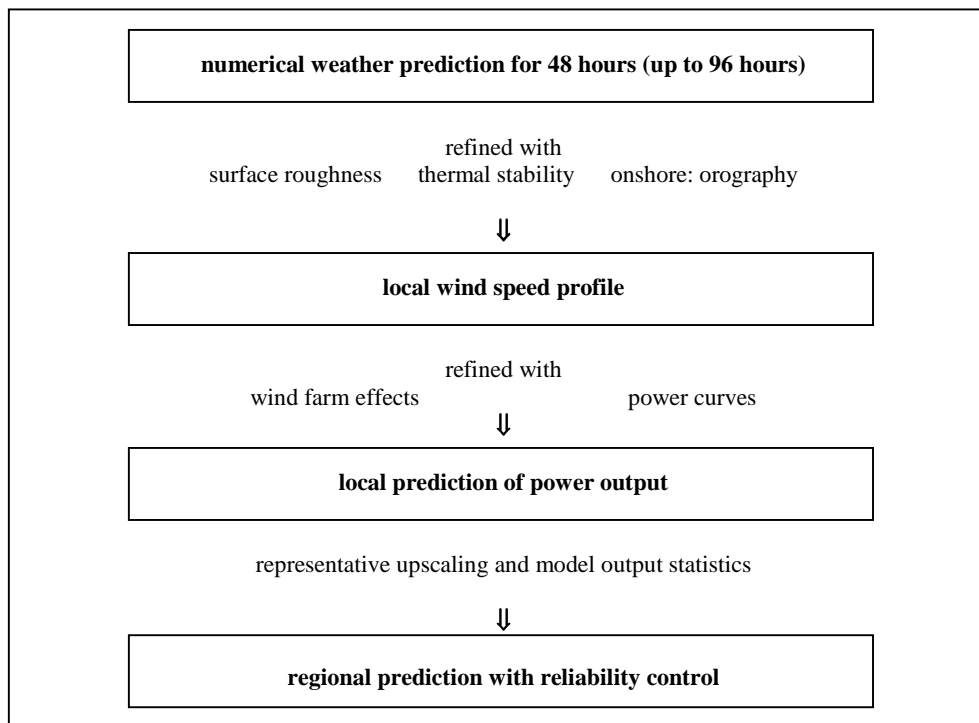 numerical weather prediction for 48 hours (up to 96 hours)
refined with
surface roughness thermal stability onshore: orography
⇓
local wind speed profile
refined with
wind farm effects power curves
⇓
local prediction of power output
representative upscaling and model output statistics
⇓
regional prediction with reliability control